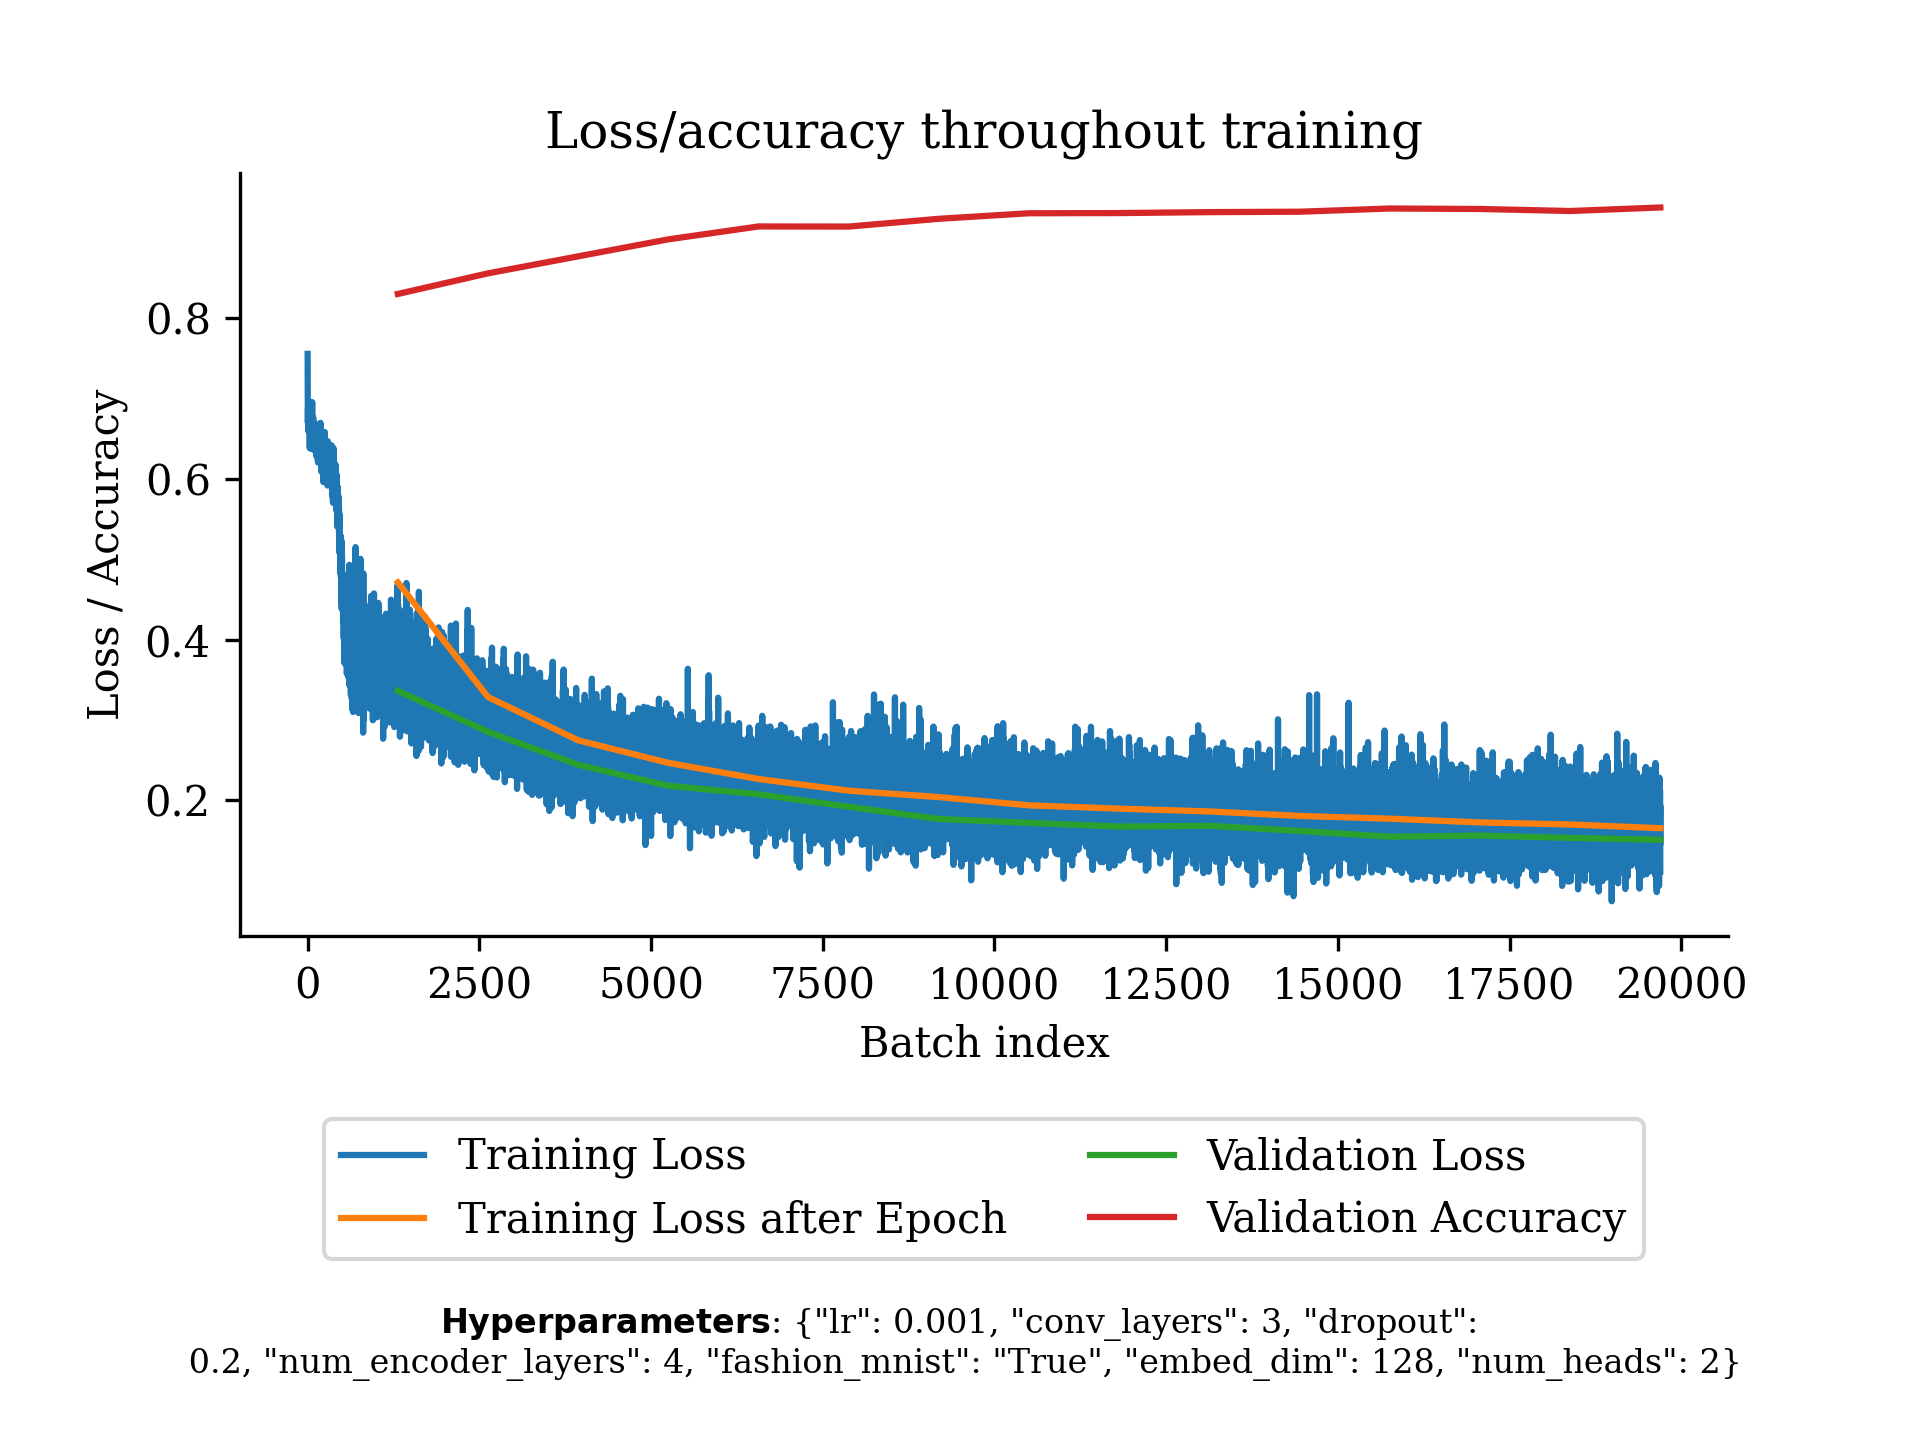 Loss/accuracy throughout training
Loss / Accuracy
0.8
0.6
0.4
0.2
0 2500 5000 7500 10000 12500 15000 17500 20000
Batch index
Training Loss
Training Loss after Epoch
Validation Loss
Validation Accuracy
Hyperparameters: {"lr": 0.001, "conv_layers": 3, "dropout":
0.2, "num_encoder_layers": 4, "fashion_mnist": "True", "embed_dim": 128, "num_heads": 2}